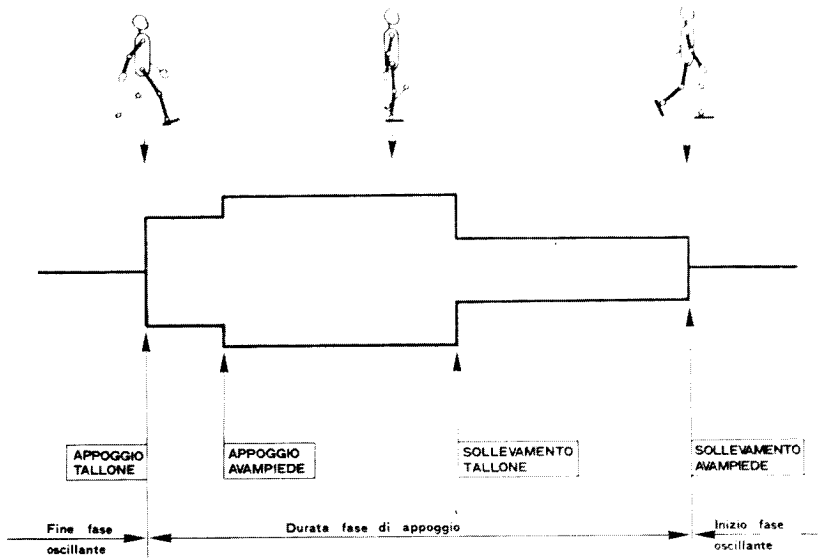 APPOGGIO
TALLONE
APPOGGIO
AVAMPIEDE
SOLLEVAMENTO
TALLONE
SOLLEVAMENTO
AVAMPIEDE
Fine fase
oscillante
Durata fase di appoggio
Inizio fase
oscillante